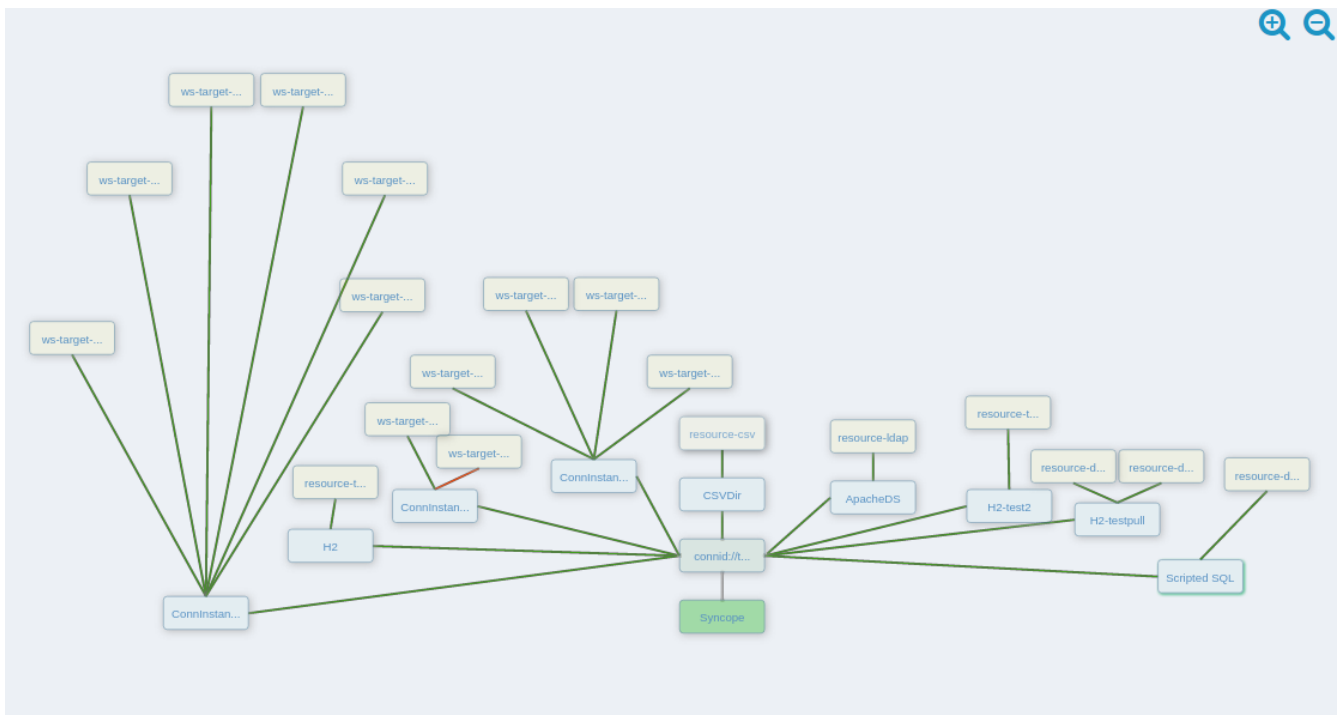 ws-target-...
ws-target-...
ws-target-...
ws-target-...
ws-target-...
ws-target-...
ws-target-...
ws-target-...
ws-target-...
ws-target-...
resource-t...
ws-target-...
resource-csv
resource-ldap
ws-target-...
resource-d...
resource-d...
resource-d...
resource-t...
ConnInstan...
CSVDir
ApacheDS
ConnInstan...
H2-test2
H2-testpull
H2
connid://t...
Scripted SQL
ConnInstan...
Syncope